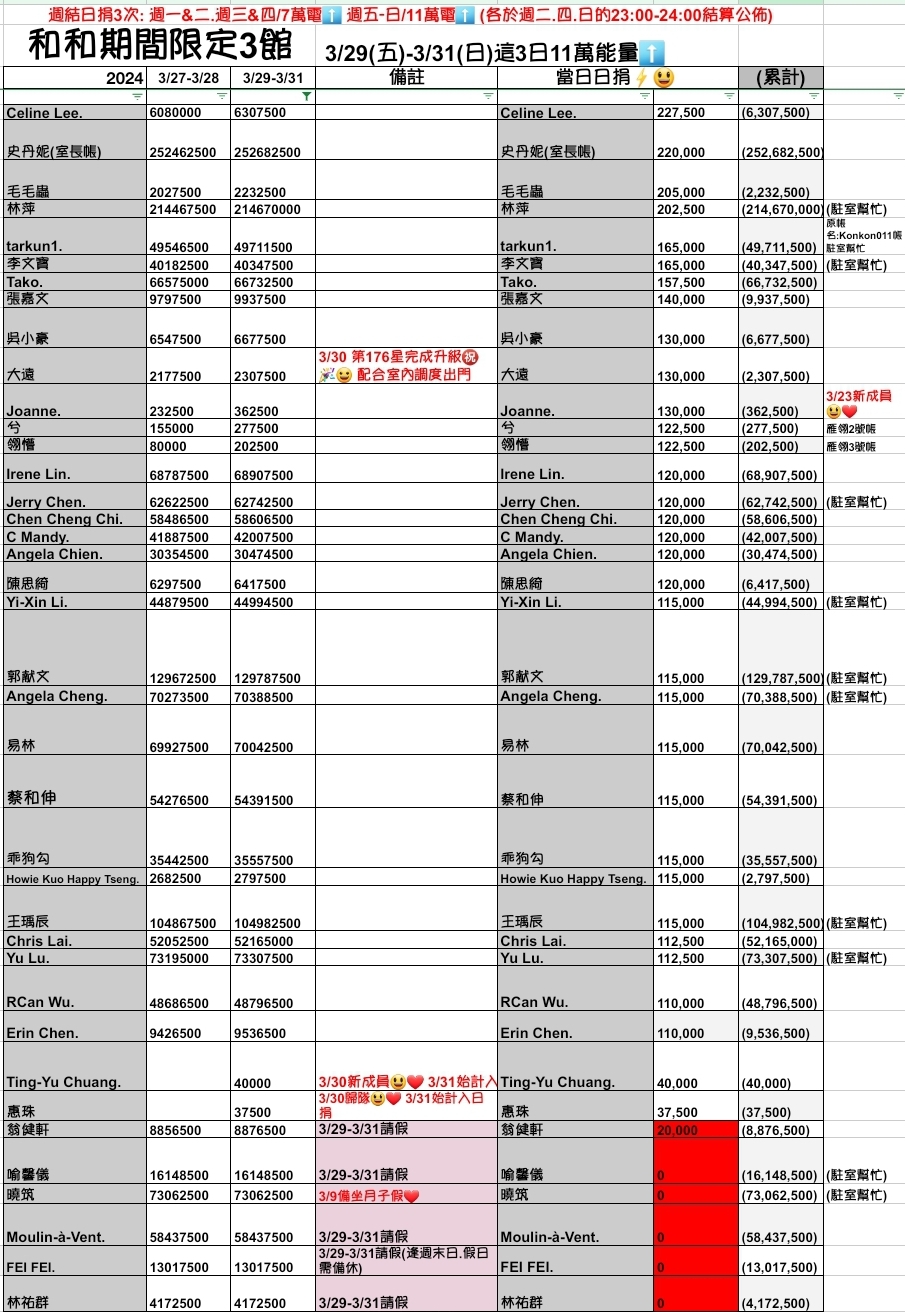 週結日捐3次: 週一&二.週三&四/7萬電⬆️ 週五-日/11萬電⬆️ (各於週二.四.日的23:00-24:00結算公佈)
和和期間限定3館 3/29(五)-3/31(日)這3日11萬能量⬆️
2024 3/27-3/28 3/29-3/31 備註 當日日捐⚡😃 (累計)
Celine Lee. 6080000 6307500 Celine Lee. 227,500 (6,307,500)
史丹妮(室長帳) 252462500 252682500 史丹妮(室長帳) 220,000 (252,682,500)
毛毛蟲 2027500 2232500 毛毛蟲 205,000 (2,232,500)
林萍 214467500 214670000 林萍 202,500 (214,670,000) (駐室幫忙)
原帳
名:Konkon011帳
tarkun1. 49546500 49711500 tarkun1. 165,000 (49,711,500) 駐室幫忙
李文寶 40182500 40347500 李文寶 165,000 (40,347,500) (駐室幫忙)
Tako. 66575000 66732500 Tako. 157,500 (66,732,500)
張嘉文 9797500 9937500 張嘉文 140,000 (9,937,500)
吳小豪 6547500 6677500 吳小豪 130,000 (6,677,500)
3/30 第176星完成升級㊗️
大遠 2177500 2307500 🎉😀 配合室內調度出門 大遠 130,000 (2,307,500)
3/23新成員
Joanne. 232500 362500 Joanne. 130,000 (362,500) 😃❤️
兮 155000 277500 兮 122,500 (277,500) 雁翎2號帳
翎懵 80000 202500 翎懵 122,500 (202,500) 雁翎3號帳
Irene Lin. 68787500 68907500 Irene Lin. 120,000 (68,907,500)
Jerry Chen. 62622500 62742500 Jerry Chen. 120,000 (62,742,500) (駐室幫忙)
Chen Cheng Chi. 58486500 58606500 Chen Cheng Chi. 120,000 (58,606,500)
C Mandy. 41887500 42007500 C Mandy. 120,000 (42,007,500)
Angela Chien. 30354500 30474500 Angela Chien. 120,000 (30,474,500)
陳思綺 6297500 6417500 陳思綺 120,000 (6,417,500)
Yi-Xin Li. 44879500 44994500 Yi-Xin Li. 115,000 (44,994,500) (駐室幫忙)
郭献文 129672500 129787500 郭献文 115,000 (129,787,500) (駐室幫忙)
Angela Cheng. 70273500 70388500 Angela Cheng. 115,000 (70,388,500) (駐室幫忙)
易林 69927500 70042500 易林 115,000 (70,042,500)
蔡和伸 54276500 54391500 蔡和伸 115,000 (54,391,500)
乖狗勾 35442500 35557500 乖狗勾 115,000 (35,557,500)
Howie Kuo Happy Tseng. 2682500 2797500 Howie Kuo Happy Tseng. 115,000 (2,797,500)
王瑀辰 104867500 104982500 王瑀辰 115,000 (104,982,500) (駐室幫忙)
Chris Lai. 52052500 52165000 Chris Lai. 112,500 (52,165,000)
Yu Lu. 73195000 73307500 Yu Lu. 112,500 (73,307,500) (駐室幫忙)
RCan Wu. 48686500 48796500 RCan Wu. 110,000 (48,796,500)
Erin Chen. 9426500 9536500 Erin Chen. 110,000 (9,536,500)
Ting-Yu Chuang. 40000 3/30新成員😃❤️ 3/31始計入 Ting-Yu Chuang. 40,000 (40,000)
3/30歸隊😃❤️ 3/31始計入日
惠珠 37500 捐 惠珠 37,500 (37,500)
翁健軒 8856500 8876500 3/29-3/31請假 翁健軒 20,000 (8,876,500)
喻馨儀 16148500 16148500 3/29-3/31請假 喻馨儀 0 (16,148,500) (駐室幫忙)
曉筑 73062500 73062500 3/9備坐月子假❤️ 曉筑 0 (73,062,500) (駐室幫忙)
Moulin-à-Vent. 58437500 58437500 3/29-3/31請假 Moulin-à-Vent. 0 (58,437,500)
3/29-3/31請假(逢週末日.假日
FEI FEI. 13017500 13017500 需備休) FEI FEI. 0 (13,017,500)
林祐群 4172500 4172500 3/29-3/31請假 林祐群 0 (4,172,500)